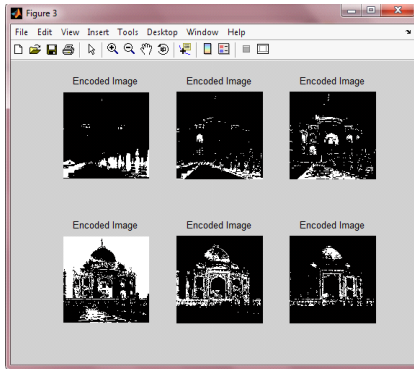 Figure 3
File Edit View Insert Tools Desktop Window Help
Encoded Image Encoded Image Encoded Image
Encoded Image Encoded Image Encoded Image